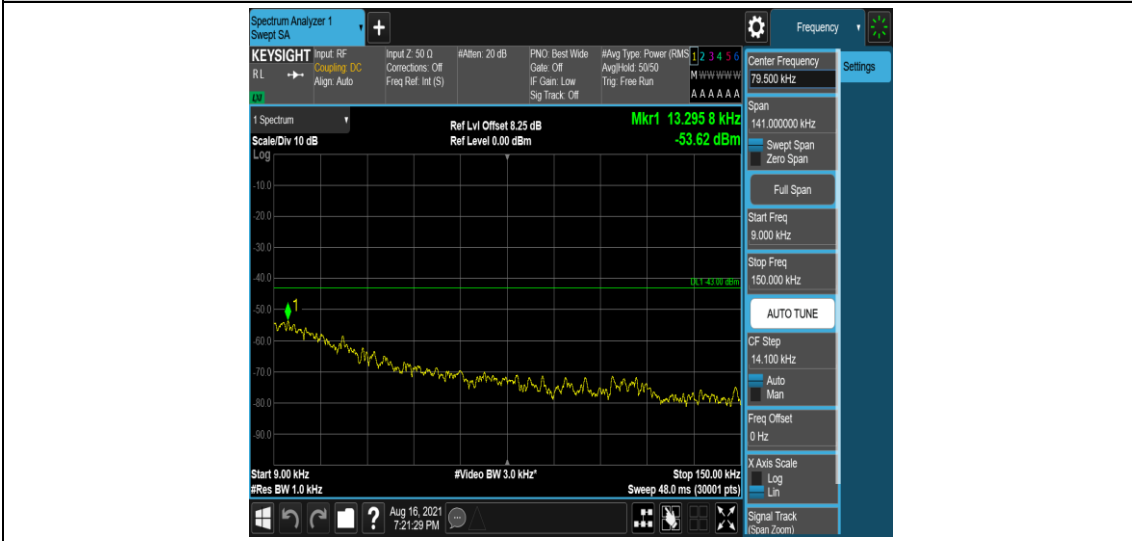 Spectrum Analyzer 1
Swept SA
+
Frequency
KEYSIGHT
R L
Input: RF
Coupling: DC
Align: Auto
Input Z: 50 Ω
Corrections: Off
Freq Ref: Int (S)
#Atten: 20 dB
PNO: Best Wide
Gate: Off
IF Gain: Low
Sig Track: Off
#Avg Type: Power (RMS
Avg|Hold: 50/50
Trig: Free Run
1 2 3 4 5 6
M W W W W W
A A A A A A
1 Spectrum
Scale/Div 10 dB
Ref Lvl Offset 8.25 dB
Ref Level 0.00 dBm
Mkr1 13.295 8 kHz
-53.62 dBm
Log
-10.0
-20.0
-30.0
-40.0
DL1 -43.00 dBm
-50.0
1
-60.0
-70.0
-80.0
-90.0
Start 9.00 kHz
#Video BW 3.0 kHz*
Stop 150.00 kHz
#Res BW 1.0 kHz
Sweep 48.0 ms (30001 pts)
?
Aug 16, 2021
7:21:29 PM
Center Frequency
79.500 kHz
Settings
Span
141.000000 kHz
Swept Span
Zero Span
Full Span
Start Freq
9.000 kHz
Stop Freq
150.000 kHz
AUTO TUNE
CF Step
14.100 kHz
Auto
Man
Freq Offset
0 Hz
X Axis Scale
Log
Lin
Signal Track
(Span Zoom)